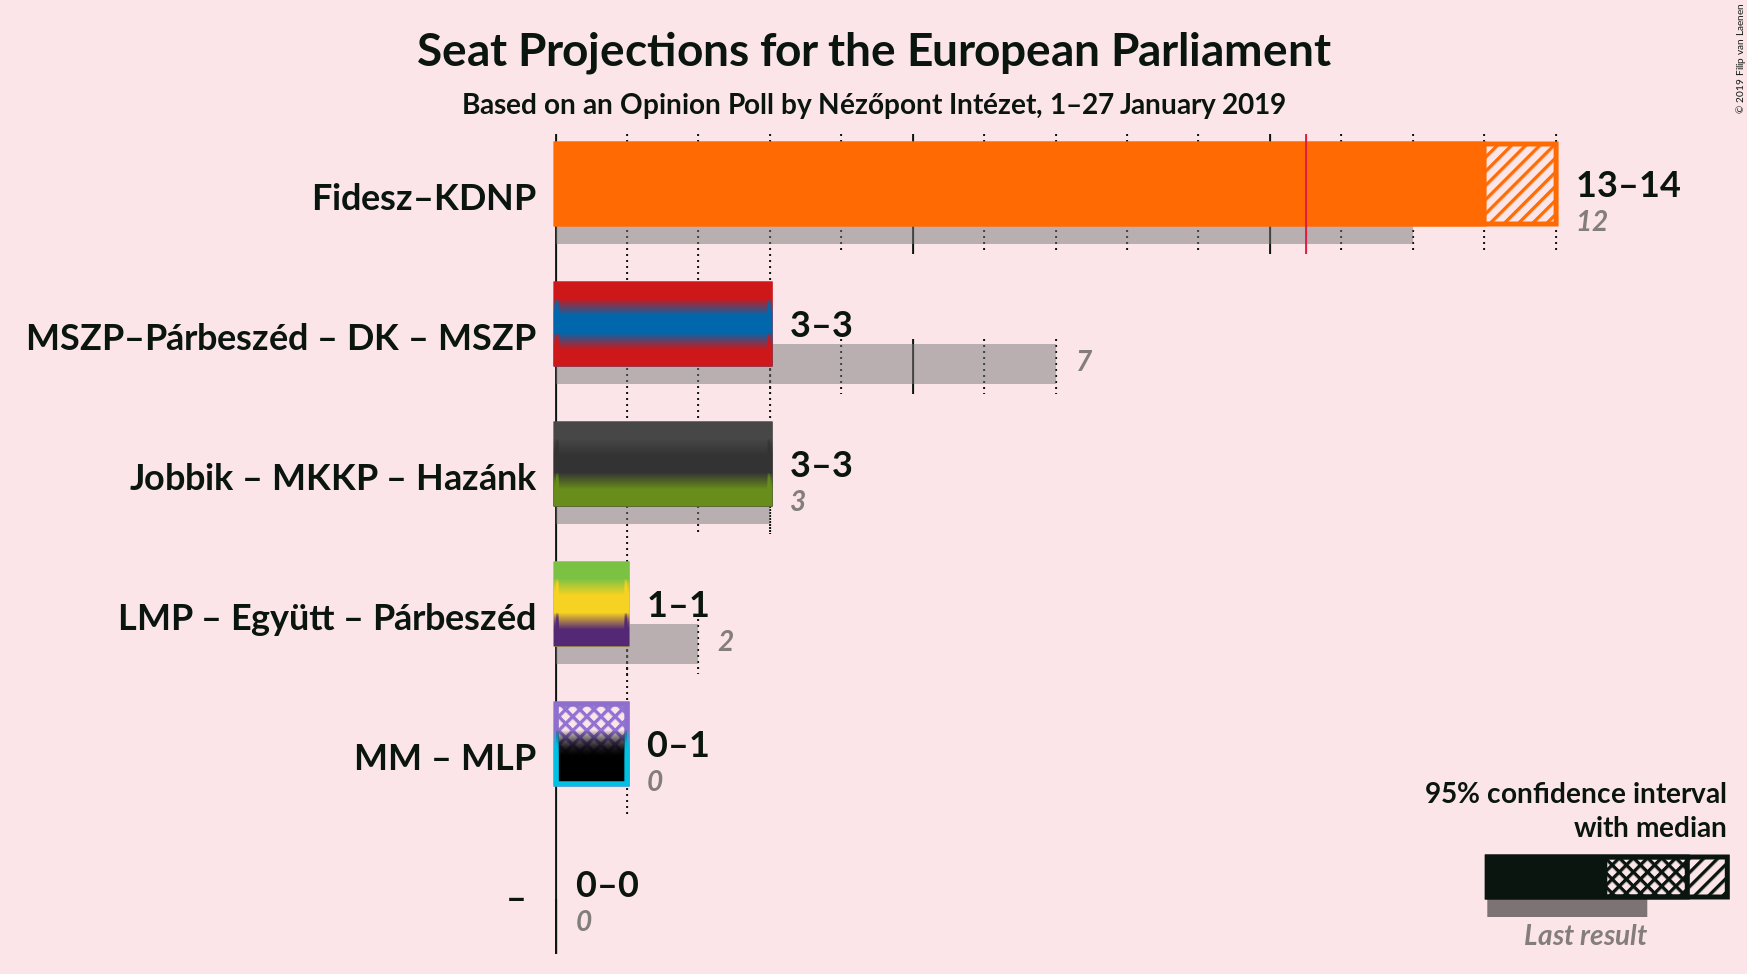 Seat Projections for the European Parliament
Based on an Opinion Poll by Nézőpont Intézet, 1–27 January 2019
© 2019 Filip van Laenen
Fidesz–KDNP
13–14
12
MSZP–Párbeszéd – DK – MSZP
3–3
7
Jobbik – MKKP – Hazánk
3–3
3
LMP – Együtt – Párbeszéd
1–1
2
MM – MLP
0–1
0
–
0–0
0
95% confidence interval
with median
Last result